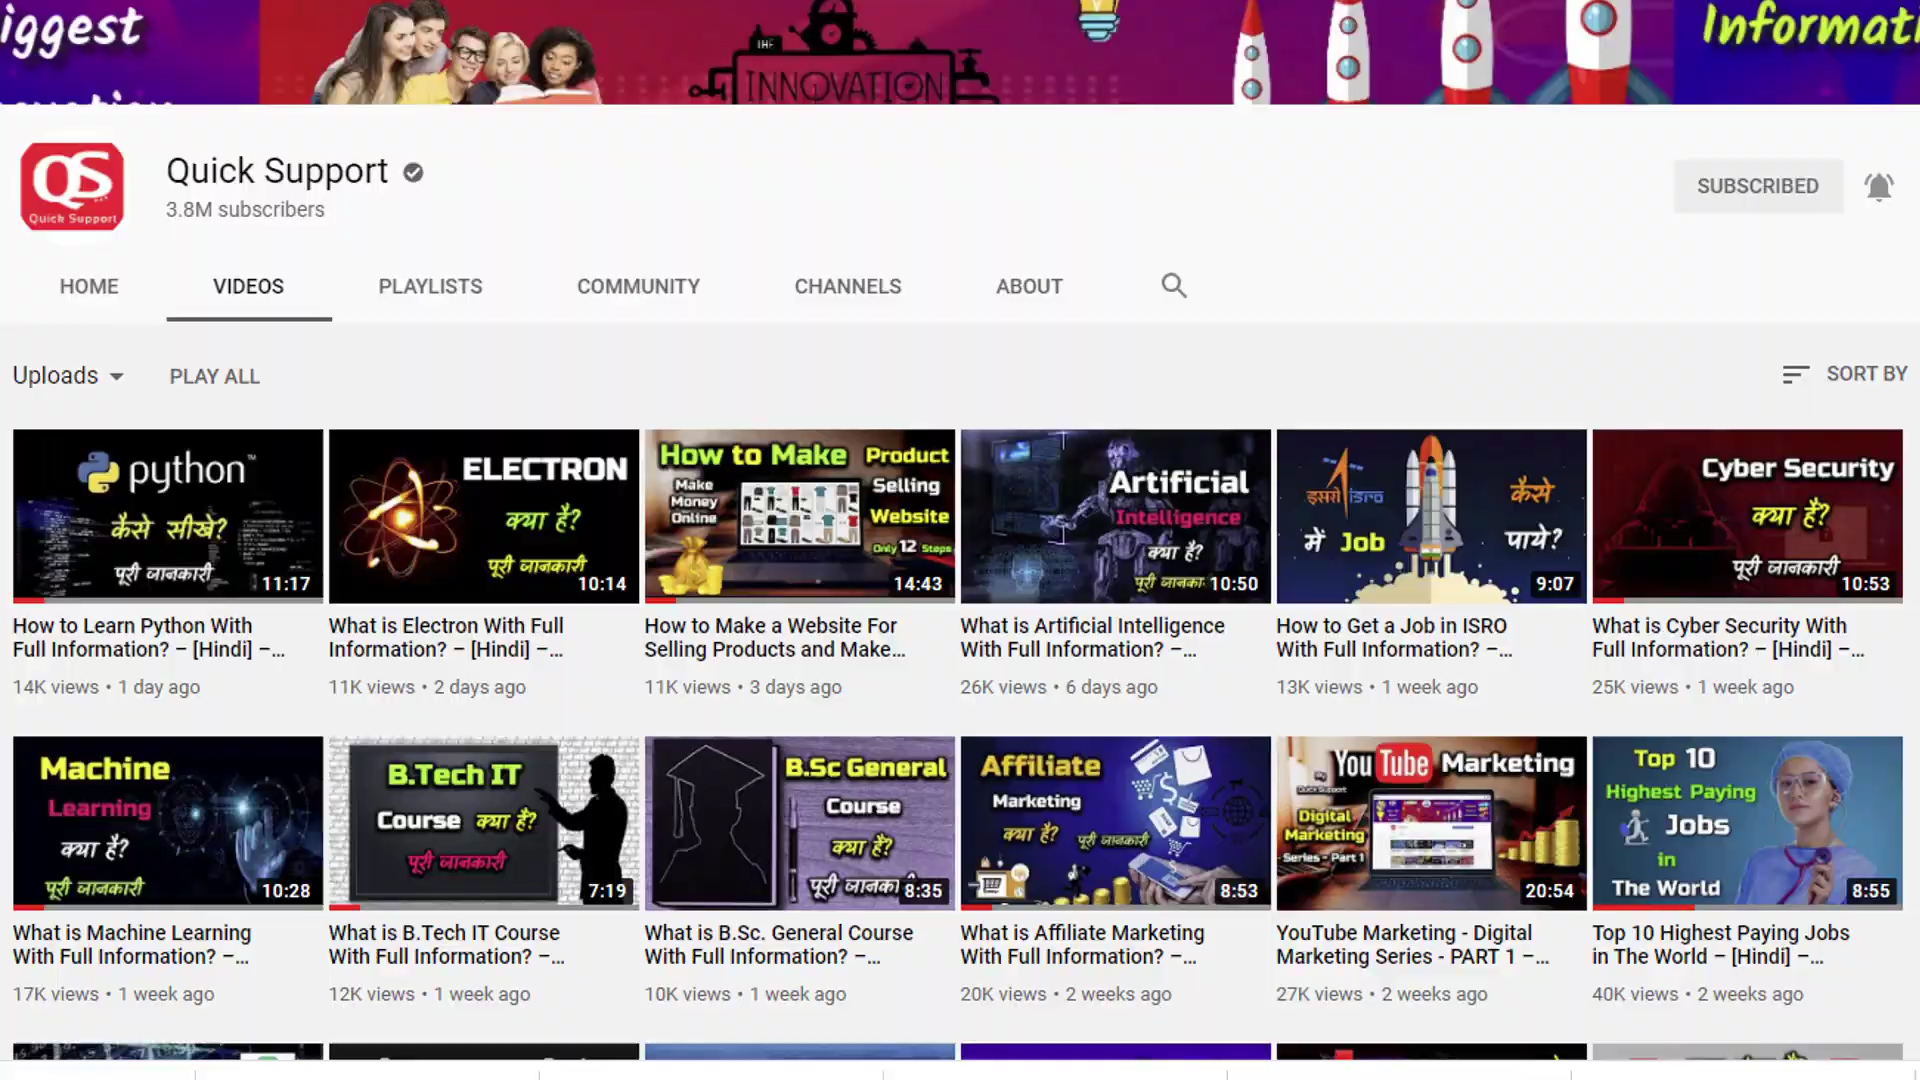 iggest
Informati
THE
INNOVATION
QS
Quick Support
Quick Support
3.8M subscribers
SUBSCRIBED
HOME
VIDEOS
PLAYLISTS
COMMUNITY
CHANNELS
ABOUT
Uploads
PLAY ALL
SORT BY
python™
कैसे सीखे?
पूरी जानकारी
11:17
ELECTRON
क्या है?
पूरी जानकारी
10:14
How to Make
Product
Selling
Website
Make
Money
Online
Only 12 Steps
14:43
Artificial
Intelligence
क्या है?
पूरी जानका
10:50
इसरो isro
कैसे
में Job
पाये?
9:07
Cyber Security
क्या है?
पूरी जानकारी
10:53
How to Learn Python With
Full Information? – [Hindi] –...
14K views • 1 day ago
What is Electron With Full
Information? – [Hindi] –...
11K views • 2 days ago
How to Make a Website For
Selling Products and Make...
11K views • 3 days ago
What is Artificial Intelligence
With Full Information? –...
26K views • 6 days ago
How to Get a Job in ISRO
With Full Information? –...
13K views • 1 week ago
What is Cyber Security With
Full Information? – [Hindi] –...
25K views • 1 week ago
Machine
Learning
क्या है?
पूरी जानकारी
10:28
B.Tech IT
Course क्या है?
पूरी जानकारी
7:19
B.Sc General
Course
क्या है?
पूरी जानका
8:35
Affiliate
Marketing
क्या है? पूरी जानकारी
8:53
YouTube Marketing
Quick Support
Digital
Marketing
Series - Part 1
20:54
Top 10
Highest Paying
Jobs
in
The World
8:55
What is Machine Learning
With Full Information? –...
17K views • 1 week ago
What is B.Tech IT Course
With Full Information? –...
12K views • 1 week ago
What is B.Sc. General Course
With Full Information? –...
10K views • 1 week ago
What is Affiliate Marketing
With Full Information? –...
20K views • 2 weeks ago
YouTube Marketing - Digital
Marketing Series - PART 1 –...
27K views • 2 weeks ago
Top 10 Highest Paying Jobs
in The World – [Hindi] –...
40K views • 2 weeks ago